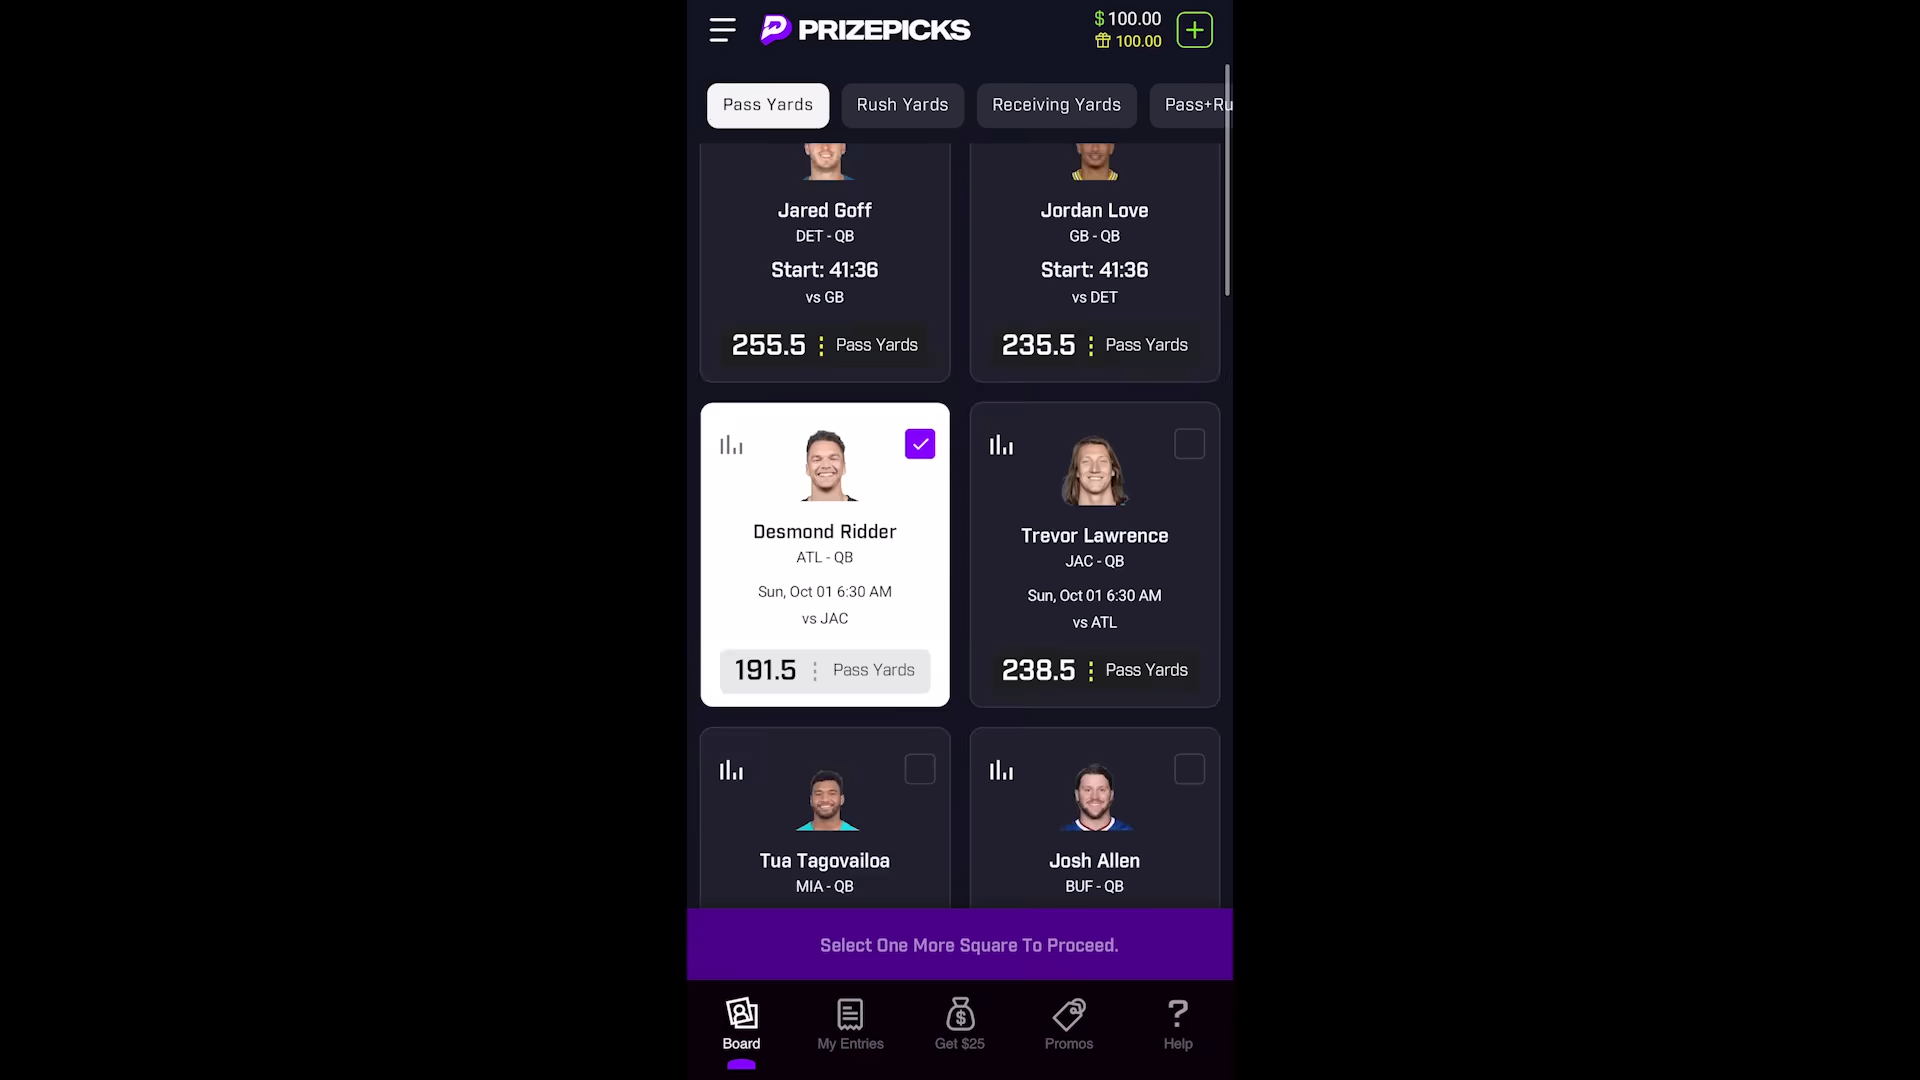 PRIZEPICKS
$ 100.00
100.00
Pass Yards
Rush Yards
Receiving Yards
Pass+Ru
Jared Goff
DET - QB
Start: 41:36
vs GB
255.5
Pass Yards
Jordan Love
GB - QB
Start: 41:36
vs DET
235.5
Pass Yards
Desmond Ridder
ATL - QB
Sun, Oct 01 6:30 AM
vs JAC
191.5
Pass Yards
Trevor Lawrence
JAC - QB
Sun, Oct 01 6:30 AM
vs ATL
238.5
Pass Yards
Tua Tagovailoa
MIA - QB
Josh Allen
BUF - QB
Select One More Square To Proceed.
Board
My Entries
Get $25
Promos
Help